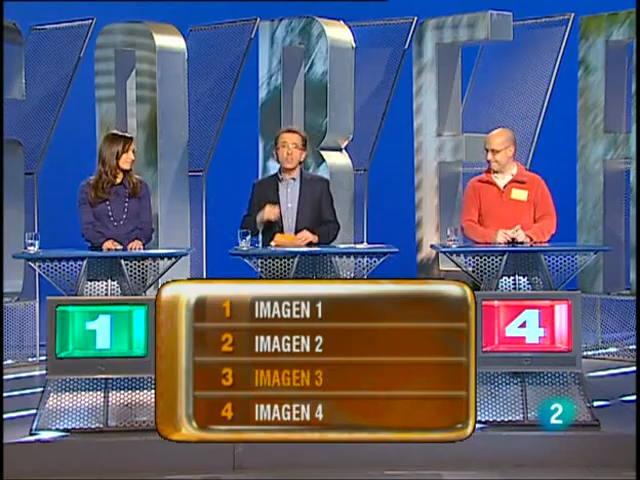 1
4
1 IMAGEN 1
2 IMAGEN 2
3 IMAGEN 3
4 IMAGEN 4
2